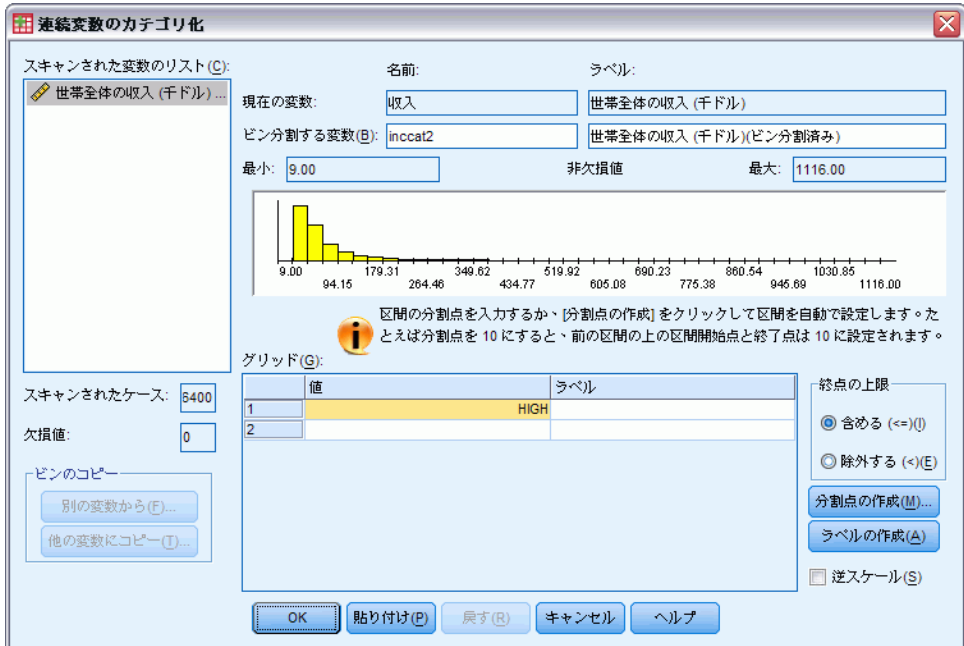 連続変数のカテゴリ化
スキャンされた変数のリスト(C):
世帯全体の収入 (千ドル) ...
名前:
ラベル:
現在の変数:
収入
世帯全体の収入 (千ドル)
ビン分割する変数(B):
inccat2
世帯全体の収入 (千ドル)(ビン分割済み)
最小:
9.00
非欠損値
最大:
1116.00
9.00 179.31 349.62 519.92 690.23 860.54 1030.85
94.15 264.46 434.77 605.08 775.38 945.69 1116.00
区間の分割点を入力するか、[分割点の作成] をクリックして区間を自動で設定します。た
とえば分割点を 10 にすると、前の区間の上の区間開始点と終了点は 10 に設定されます。
グリッド(G):
値 ラベル
1 HIGH
2
スキャンされたケース:
6400
欠損値:
0
ビンのコピー
別の変数から(F)...
他の変数にコピー(T)...
終点の上限
含める (<=)(I)
除外する (<)(E)
分割点の作成(M)...
ラベルの作成(A)
逆スケール(S)
OK 貼り付け(P) 戻す(R) キャンセル ヘルプ